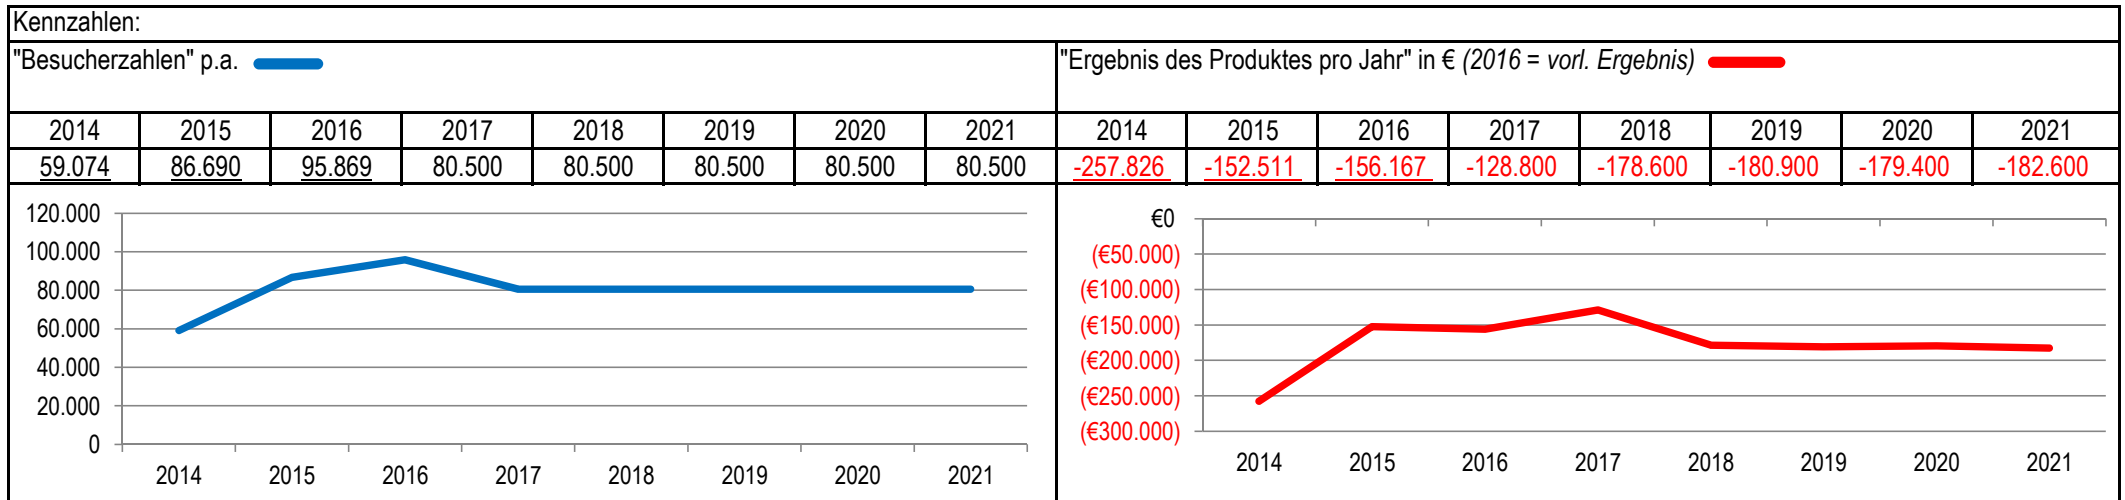 Kennzahlen:
"Besucherzahlen" p.a.
"Ergebnis des Produktes pro Jahr" in € (2016 = vorl. Ergebnis)
2014 2015 2016 2017 2018 2019 2020 2021 2014 2015 2016 2017 2018 2019 2020 2021
59.074 86.690 95.869 80.500 80.500 80.500 80.500 80.500 -257.826 -152.511 -156.167 -128.800 -178.600 -180.900 -179.400 -182.600
120.000
100.000
80.000
60.000
40.000
20.000
0
2014 2015 2016 2017 2018 2019 2020 2021
€0
(€50.000)
(€100.000)
(€150.000)
(€200.000)
(€250.000)
(€300.000)
2014 2015 2016 2017 2018 2019 2020 2021